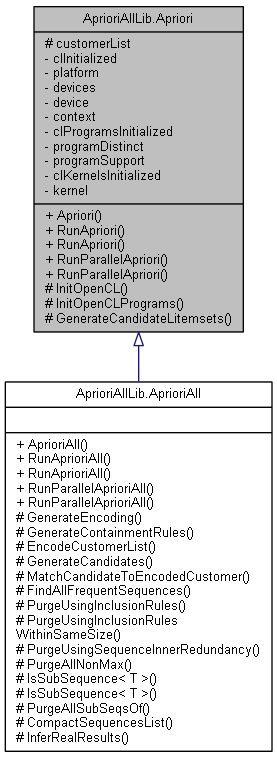 AprioriAllLib.Apriori
# customerList
- clInitialized
- platform
- devices
- device
- context
- clProgramsInitialized
- programDistinct
- programSupport
- clKernelsInitialized
- kernel
+ Apriori()
+ RunApriori()
+ RunApriori()
+ RunParallelApriori()
+ RunParallelApriori()
# InitOpenCL()
# InitOpenCLPrograms()
# GenerateCandidateLitemsets()
AprioriAllLib.AprioriAll
+ AprioriAll()
+ RunAprioriAll()
+ RunAprioriAll()
+ RunParallelAprioriAll()
+ RunParallelAprioriAll()
# GenerateEncoding()
# GenerateContainmentRules()
# EncodeCustomerList()
# GenerateCandidates()
# MatchCandidateToEncodedCustomer()
# FindAllFrequentSequences()
# PurgeUsingInclusionRules()
# PurgeUsingInclusionRules
WithinSameSize()
# PurgeUsingSequenceInnerRedundancy()
# PurgeAllNonMax()
# IsSubSequence< T >()
# IsSubSequence< T >()
# PurgeAllSubSeqsOf()
# CompactSequencesList()
# InferRealResults()